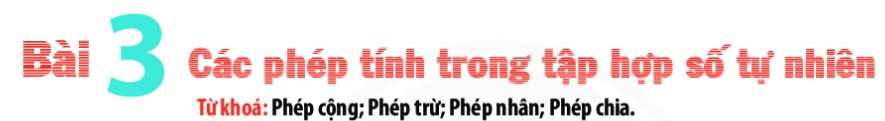 Bài 3 Các phép tính trong tập hợp số tự nhiên
Từ khoá: Phép cộng; Phép trừ; Phép nhân; Phép chia.